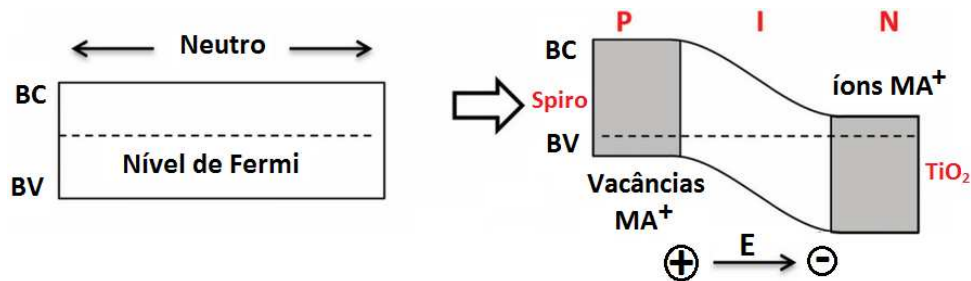 Neutro
BC
Nível de Fermi
BV
P I N
BC
Spiro
íons MA⁺
BV
TiO₂
Vacâncias
MA⁺
E
+ -